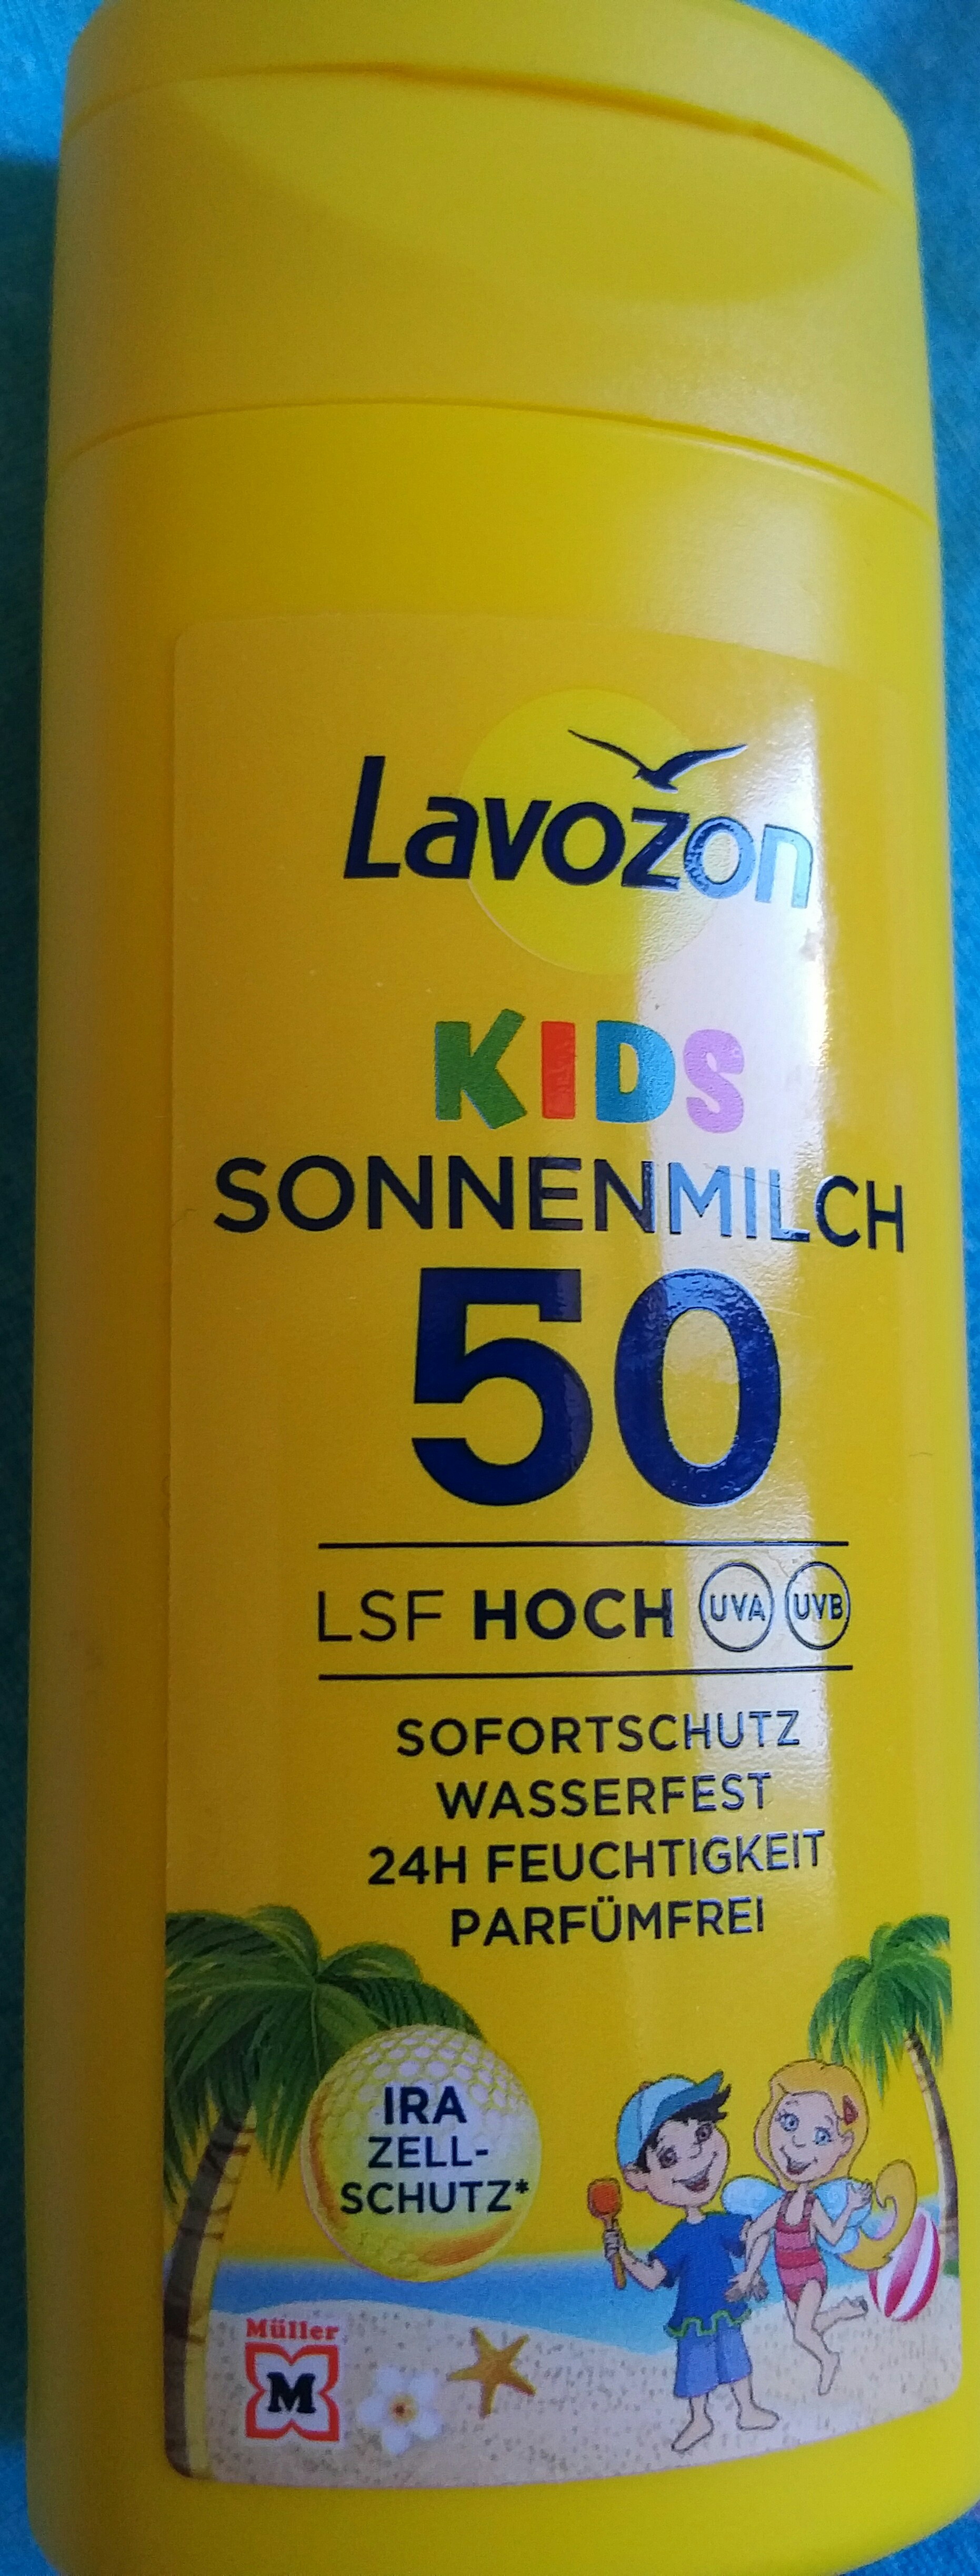 Lavozon
KIDS
SONNENMILCH
50
LSF HOCH UVA UVB
SOFORTSCHUTZ
WASSERFEST
24H FEUCHTIGKEIT
PARFÜMFREI
IRA
ZELL-
SCHUTZ*
Müller
M